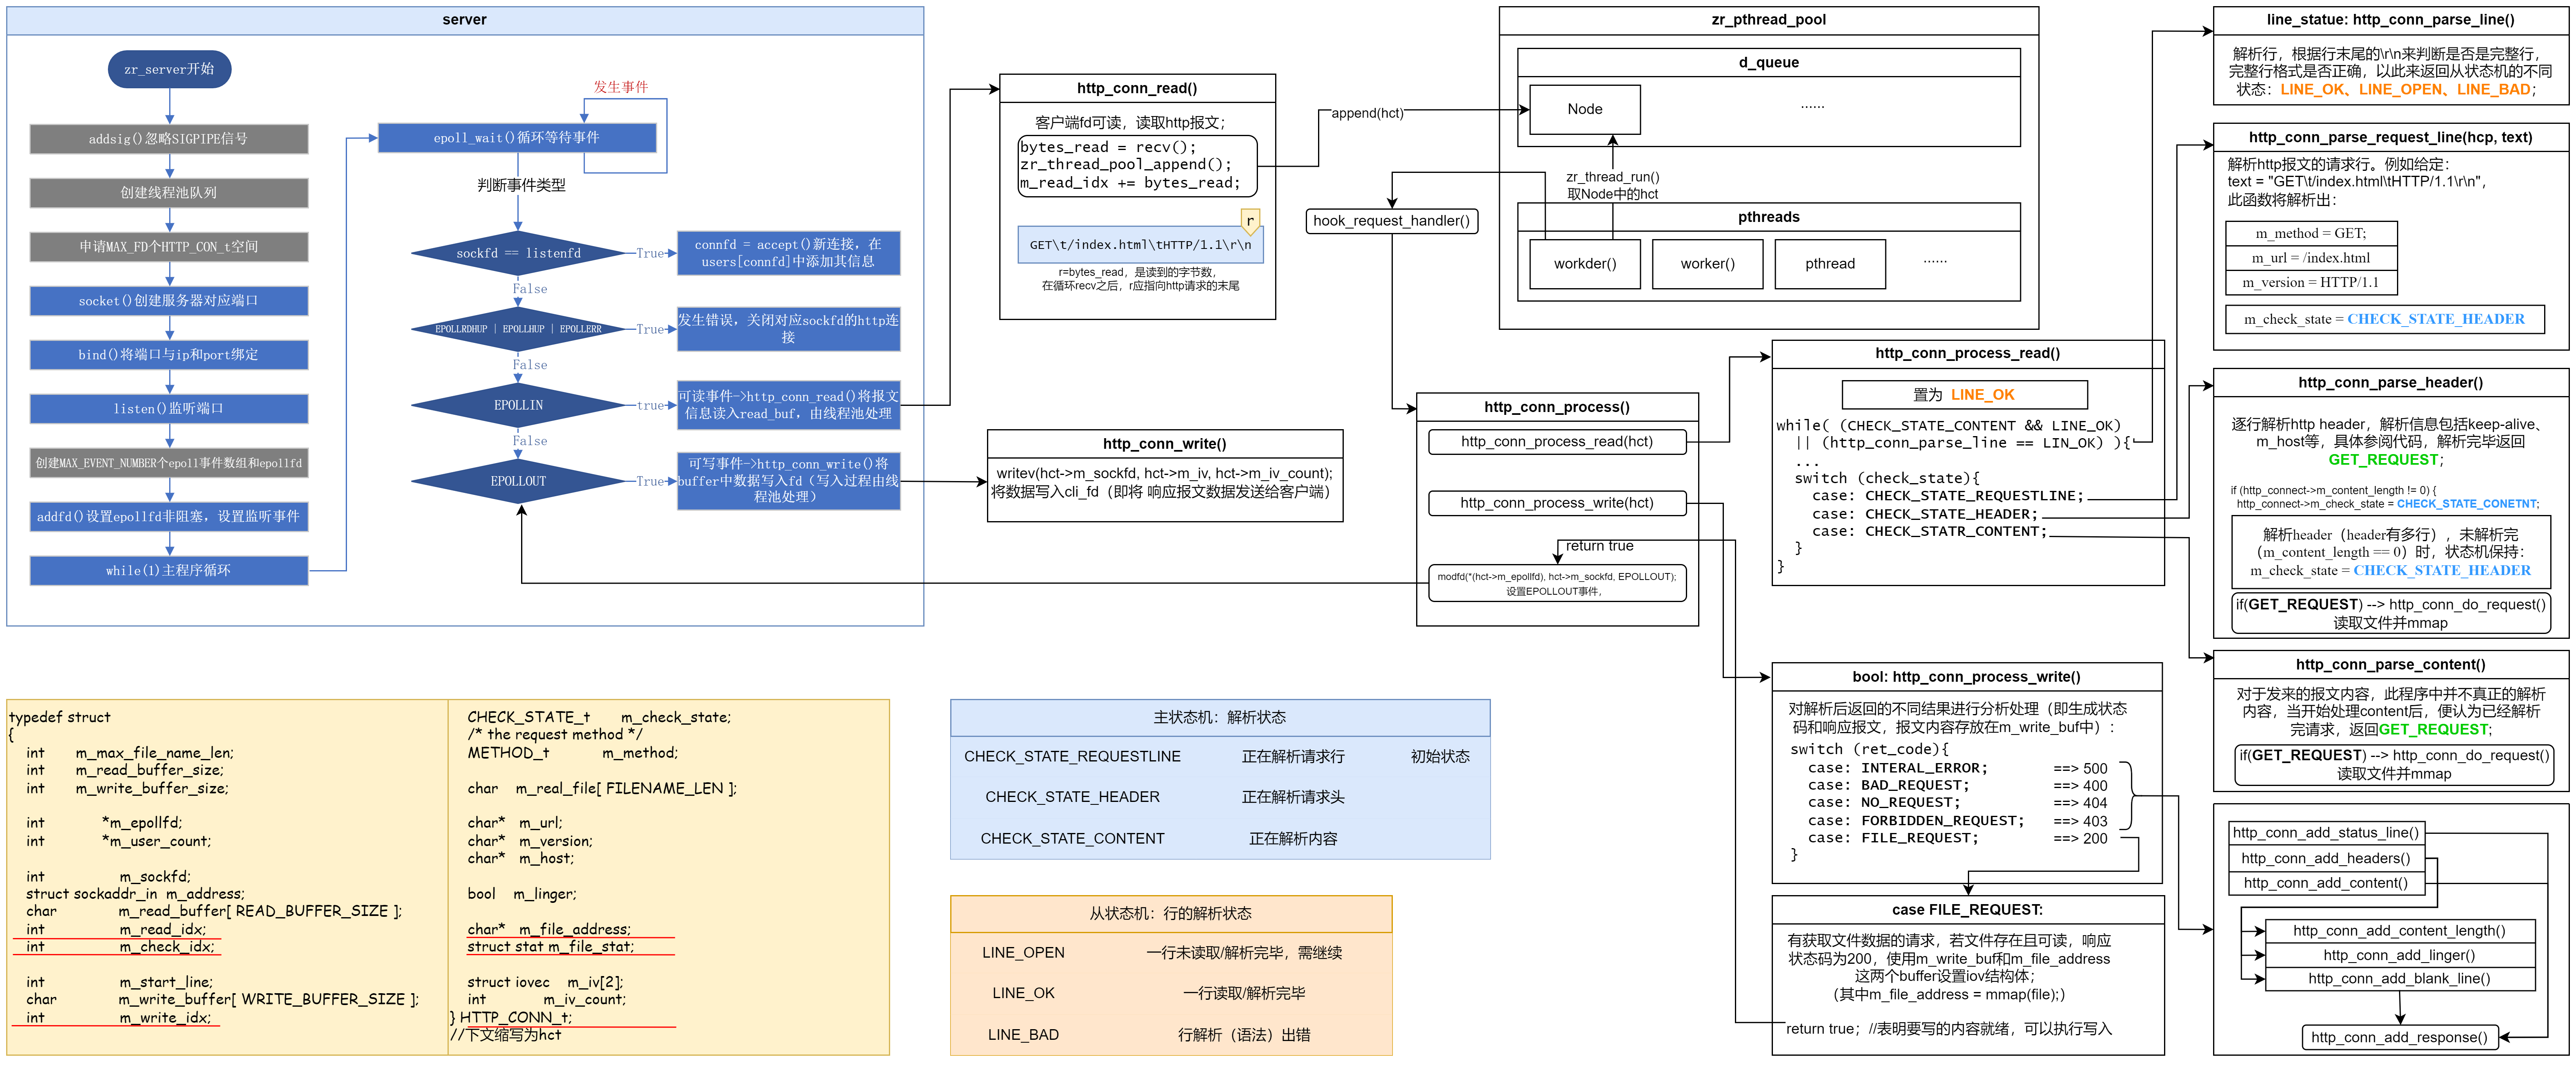 server
zr_server开始
addsig()忽略SIGPIPE信号
创建线程池队列
申请MAX_FD个HTTP_CON_t空间
socket()创建服务器对应端口
bind()将端口与ip和port绑定
listen()监听端口
创建MAX_EVENT_NUMBER个epoll事件数组和epollfd
addfd()设置epollfd非阻塞，设置监听事件
while(1)主程序循环
发生事件
epoll_wait()循环等待事件
判断事件类型
sockfd == listenfd
True
connfd = accept()新连接，在
users[connfd]中添加其信息
False
EPOLLRDHUP | EPOLLHUP | EPOLLERR
True
发生错误，关闭对应sockfd的http连
接
False
EPOLLIN
true
可读事件->http_conn_read()将报文
信息读入read_buf，由线程池处理
False
EPOLLOUT
True
可写事件->http_conn_write()将
buffer中数据写入fd（写入过程由线
程池处理）
http_conn_read()
客户端fd可读，读取http报文；
bytes_read = recv();
zr_thread_pool_append();
m_read_idx += bytes_read;
r
GET\t/index.html\tHTTP/1.1\r\n
r=bytes_read，是读到的字节数，
在循环recv之后，r应指向http请求的末尾
http_conn_write()
writev(hct->m_sockfd, hct->m_iv, hct->m_iv_count);
将数据写入cli_fd（即将 响应报文数据发送给客户端）
append(hct)
zr_pthread_pool
d_queue
Node
······
zr_thread_run()
取Node中的hct
pthreads
workder()
worker()
pthread
······
hook_request_handler()
http_conn_process()
http_conn_process_read(hct)
http_conn_process_write(hct)
return true
modfd(*(hct->m_epollfd), hct->m_sockfd, EPOLLOUT);
设置EPOLLOUT事件，
http_conn_process_read()
置为 LINE_OK
while( (CHECK_STATE_CONTENT && LINE_OK)
|| (http_conn_parse_line == LIN_OK) ){
...
switch (check_state){
case: CHECK_STATE_REQUESTLINE;
case: CHECK_STATE_HEADER;
case: CHECK_STATR_CONTENT;
}
}
line_statue: http_conn_parse_line()
解析行，根据行末尾的\r\n来判断是否是完整行，
完整行格式是否正确，以此来返回从状态机的不同
状态：LINE_OK、LINE_OPEN、LINE_BAD；
http_conn_parse_request_line(hcp, text)
解析http报文的请求行。例如给定：
text = "GET\t/index.html\tHTTP/1.1\r\n"，
此函数将解析出：
m_method = GET;
m_url = /index.html
m_version = HTTP/1.1
m_check_state = CHECK_STATE_HEADER
http_conn_parse_header()
逐行解析http header，解析信息包括keep-alive、
m_host等，具体参阅代码，解析完毕返回
GET_REQUEST；
if (http_connect->m_content_length != 0) {
http_connect->m_check_state = CHECK_STATE_CONETNT;
解析header（header有多行），未解析完
（m_content_length == 0）时，状态机保持：
m_check_state = CHECK_STATE_HEADER
if(GET_REQUEST) --> http_conn_do_request()
读取文件并mmap
http_conn_parse_content()
对于发来的报文内容，此程序中并不真正的解析
内容，当开始处理content后，便认为已经解析
完请求，返回GET_REQUEST;
if(GET_REQUEST) --> http_conn_do_request()
读取文件并mmap
bool: http_conn_process_write()
对解析后返回的不同结果进行分析处理（即生成状态
码和响应报文，报文内容存放在m_write_buf中）：
switch (ret_code){
case: INTERAL_ERROR; ==> 500
case: BAD_REQUEST; ==> 400
case: NO_REQUEST; ==> 404
case: FORBIDDEN_REQUEST; ==> 403
case: FILE_REQUEST; ==> 200
}
case FILE_REQUEST:
有获取文件数据的请求，若文件存在且可读，响应
状态码为200，使用m_write_buf和m_file_address
这两个buffer设置iov结构体；
（其中m_file_address = mmap(file);）
return true； //表明要写的内容就绪，可以执行写入
http_conn_add_status_line()
http_conn_add_headers()
http_conn_add_content()
http_conn_add_content_length()
http_conn_add_linger()
http_conn_add_blank_line()
http_conn_add_response()
typedef struct
{
int m_max_file_name_len;
int m_read_buffer_size;
int m_write_buffer_size;
int *m_epollfd;
int *m_user_count;
int m_sockfd;
struct sockaddr_in m_address;
char m_read_buffer[ READ_BUFFER_SIZE ];
int m_read_idx;
int m_check_idx;
int m_start_line;
char m_write_buffer[ WRITE_BUFFER_SIZE ];
int m_write_idx;
CHECK_STATE_t m_check_state;
/* the request method */
METHOD_t m_method;
char m_real_file[ FILENAME_LEN ];
char* m_url;
char* m_version;
char* m_host;
bool m_linger;
char* m_file_address;
struct stat m_file_stat;
struct iovec m_iv[2];
int m_iv_count;
} HTTP_CONN_t;
//下文缩写为hct
主状态机：解析状态
CHECK_STATE_REQUESTLINE 正在解析请求行 初始状态
CHECK_STATE_HEADER 正在解析请求头
CHECK_STATE_CONTENT 正在解析内容
从状态机：行的解析状态
LINE_OPEN 一行未读取/解析完毕，需继续
LINE_OK 一行读取/解析完毕
LINE_BAD 行解析（语法）出错